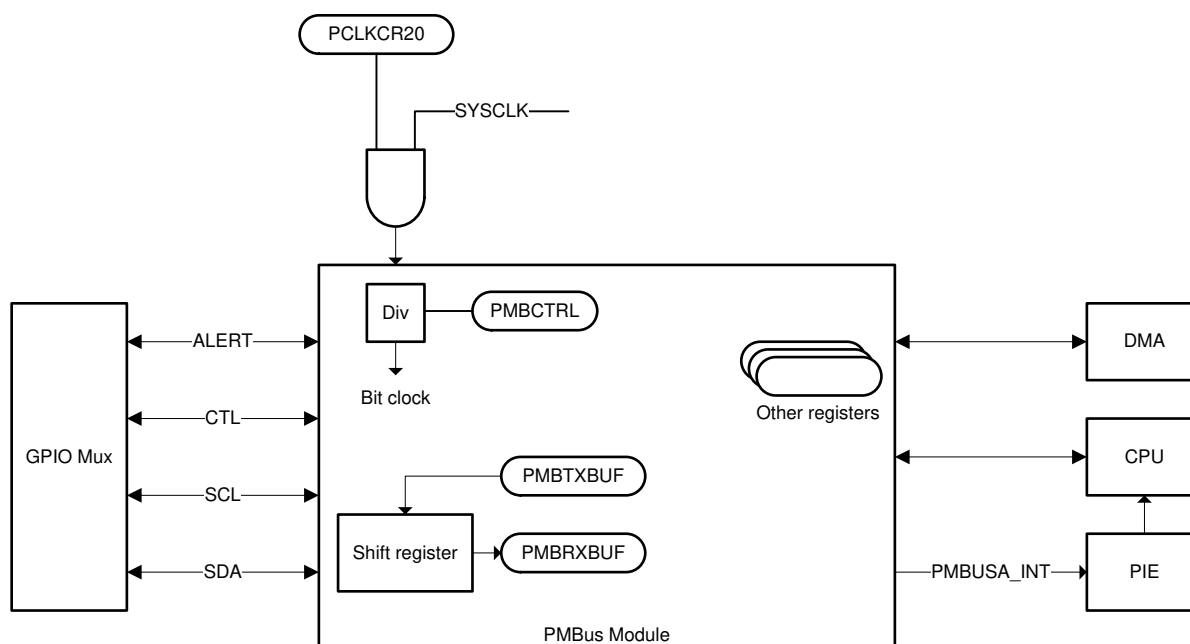 PCLKCR20
SYSCLK
Div
PMBCTRL
Bit clock
ALERT
CTL
SCL
SDA
GPIO Mux
Other registers
DMA
CPU
PMBTXBUF
Shift register
PMBRXBUF
PMBUSA_INT
PIE
PMBus Module